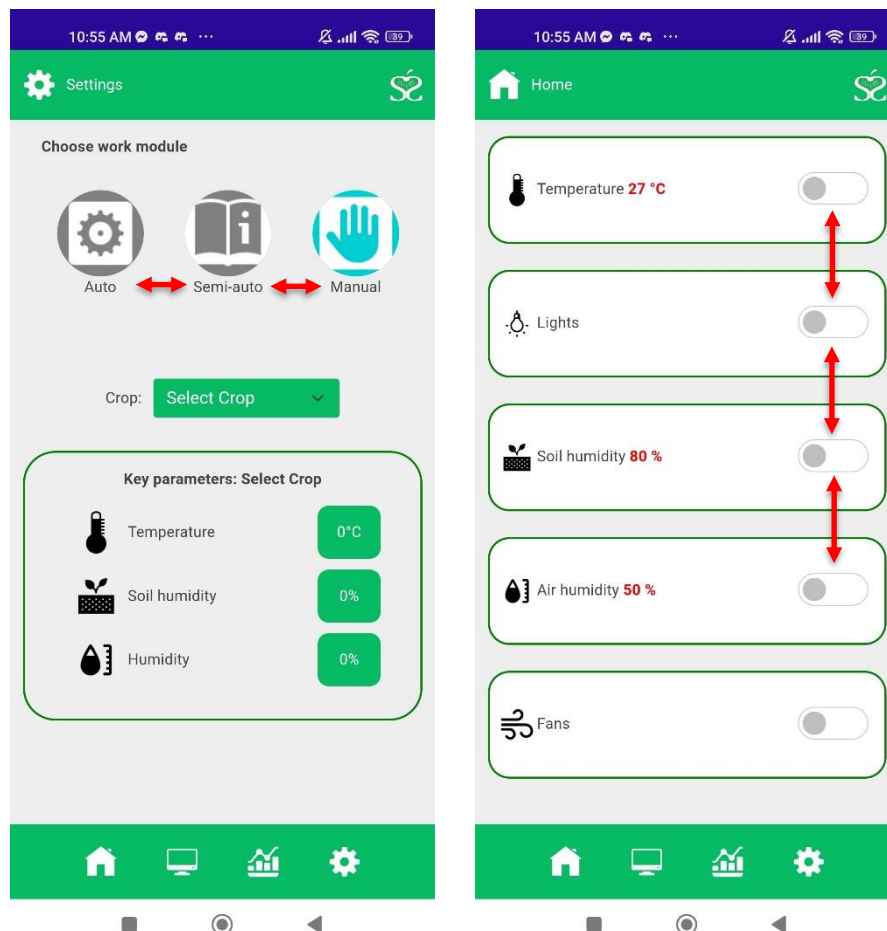 10:55 AM
39
Settings
Choose work module
Auto
Semi-auto
Manual
Crop:
Select Crop
Key parameters: Select Crop
Temperature
0°C
Soil humidity
0%
Humidity
0%
10:55 AM
39
Home
Temperature 27 °C
Lights
Soil humidity 80 %
Air humidity 50 %
Fans